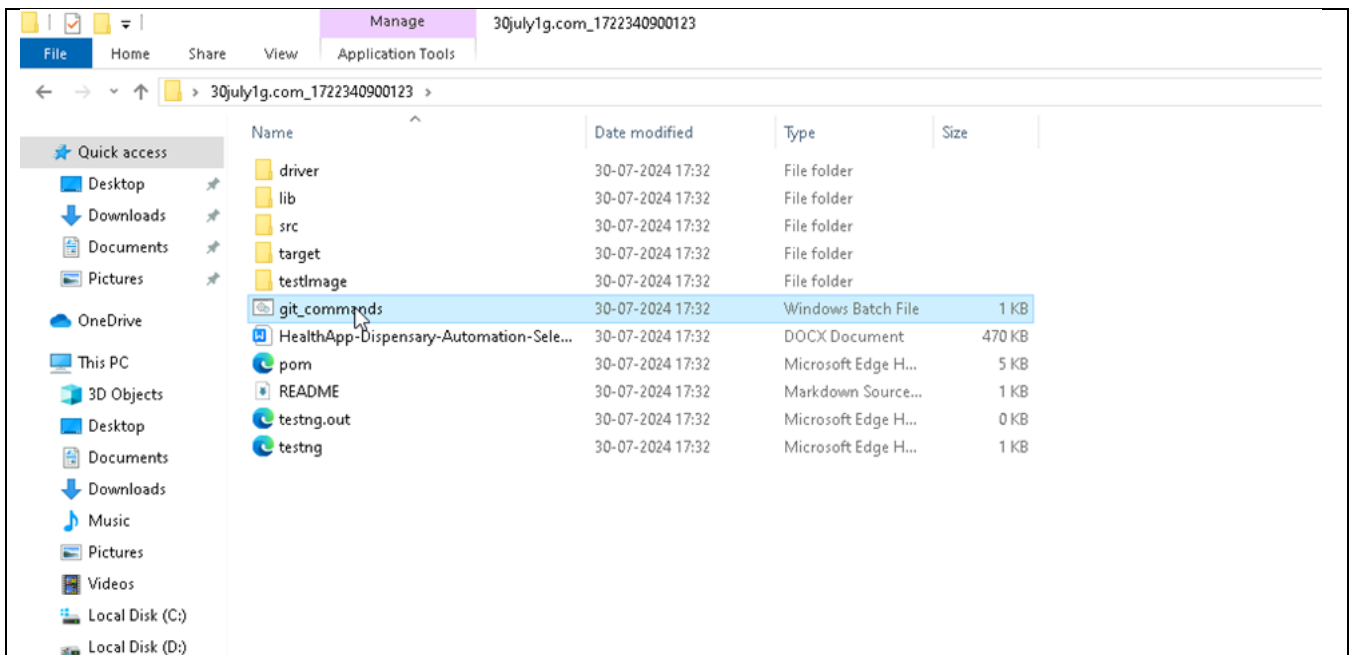 Manage 30july1g.com_1722340900123
File Home Share View Application Tools
30july1g.com_1722340900123
Name Date modified Type Size
Quick access
Desktop
Downloads
Documents
Pictures
OneDrive
This PC
3D Objects
Desktop
Documents
Downloads
Music
Pictures
Videos
Local Disk (C:)
Local Disk (D:)
driver 30-07-2024 17:32 File folder
lib 30-07-2024 17:32 File folder
src 30-07-2024 17:32 File folder
target 30-07-2024 17:32 File folder
testImage 30-07-2024 17:32 File folder
git_commands 30-07-2024 17:32 Windows Batch File 1 KB
HealthApp-Dispensary-Automation-Sele... 30-07-2024 17:32 DOCX Document 470 KB
pom 30-07-2024 17:32 Microsoft Edge H... 5 KB
README 30-07-2024 17:32 Markdown Source... 1 KB
testng.out 30-07-2024 17:32 Microsoft Edge H... 0 KB
testng 30-07-2024 17:32 Microsoft Edge H... 1 KB